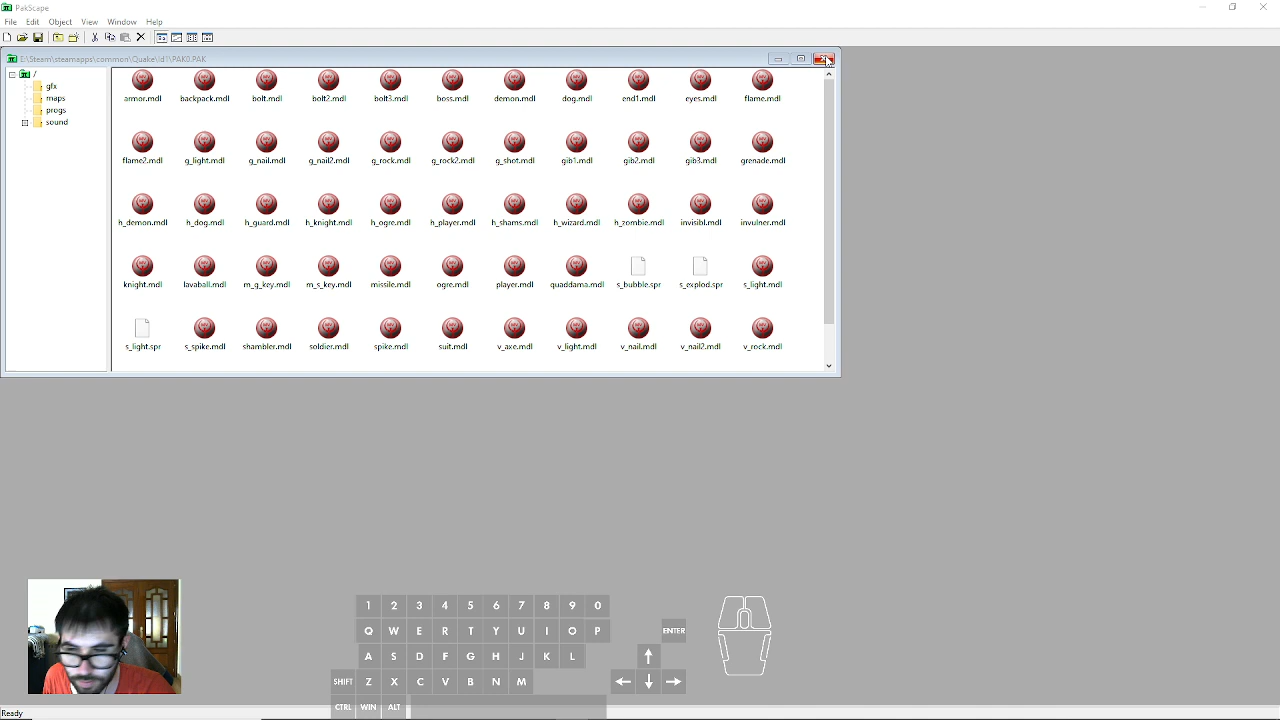 PakScape
File Edit Object View Window Help
E:\Steam\steamapps\common\Quake\Id1\PAK0.PAK
/
gfx
maps
progs
sound
armor.mdl backpack.mdl bolt.mdl bolt2.mdl bolt3.mdl boss.mdl demon.mdl dog.mdl end1.mdl eyes.mdl flame.mdl
flame2.mdl g_light.mdl g_nail.mdl g_nail2.mdl g_rock.mdl g_rock2.mdl g_shot.mdl gib1.mdl gib2.mdl gib3.mdl grenade.mdl
h_demon.mdl h_dog.mdl h_guard.mdl h_knight.mdl h_ogre.mdl h_player.mdl h_shams.mdl h_wizard.mdl h_zombie.mdl invisibl.mdl invulner.mdl
knight.mdl lavaball.mdl m_g_key.mdl m_s_key.mdl missile.mdl ogre.mdl player.mdl quaddama.mdl s_bubble.spr s_explod.spr s_light.mdl
s_light.spr s_spike.mdl shambler.mdl soldier.mdl spike.mdl suit.mdl v_axe.mdl v_light.mdl v_nail.mdl v_nail2.mdl v_rock.mdl
1 2 3 4 5 6 7 8 9 0
Q W E R T Y U I O P ENTER
A S D F G H J K L
SHIFT Z X C V B N M
CTRL WIN ALT
Ready